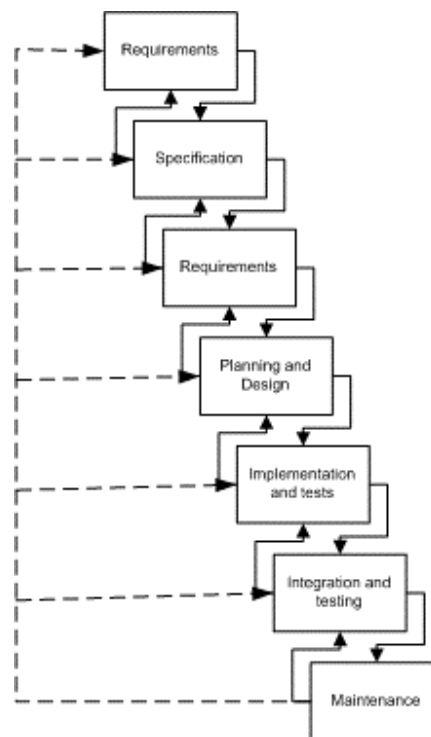 Requirements
Specification
Requirements
Planning and
Design
Implementation
and tests
Integration and
testing
Maintenance